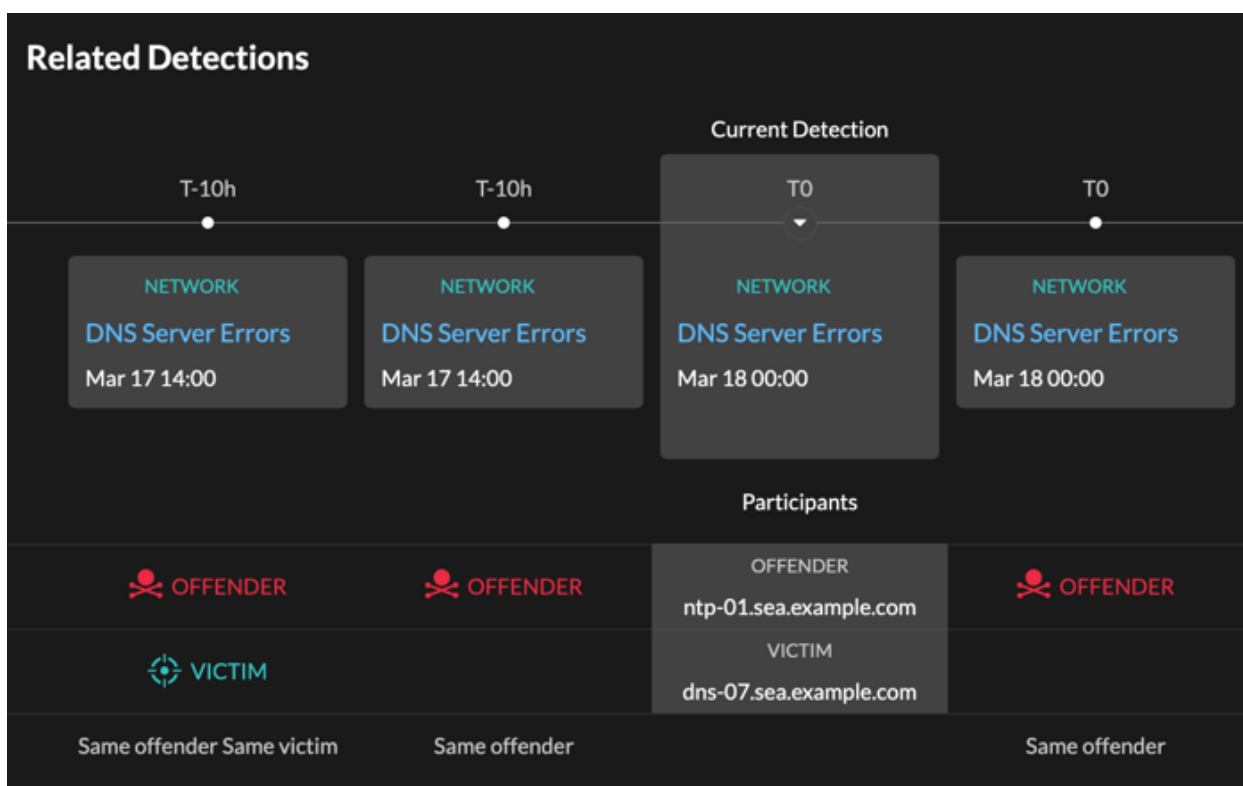 Related Detections
Current Detection
T-10h
T-10h
T0
T0
NETWORK
DNS Server Errors
Mar 17 14:00
NETWORK
DNS Server Errors
Mar 17 14:00
NETWORK
DNS Server Errors
Mar 18 00:00
NETWORK
DNS Server Errors
Mar 18 00:00
Participants
OFFENDER
OFFENDER
OFFENDER
ntp-01.sea.example.com
OFFENDER
VICTIM
VICTIM
dns-07.sea.example.com
Same offender Same victim
Same offender
Same offender